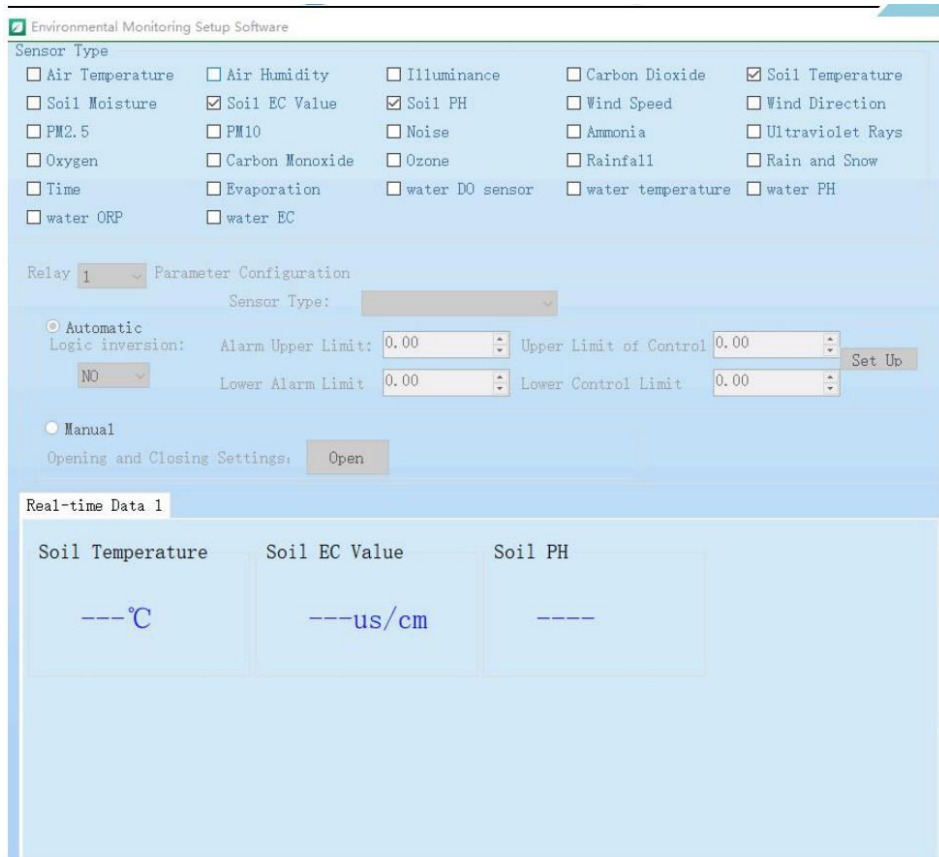 Environmental Monitoring Setup Software
Sensor Type
Air Temperature Air Humidity Illuminance Carbon Dioxide Soil Temperature
Soil Moisture Soil EC Value Soil PH Wind Speed Wind Direction
PM2.5 PM10 Noise Ammonia Ultraviolet Rays
Oxygen Carbon Monoxide Ozone Rainfall Rain and Snow
Time Evaporation water DO sensor water temperature water PH
water ORP water EC
Relay 1 Parameter Configuration
Sensor Type:
Automatic
Logic inversion: Alarm Upper Limit: 0.00 Upper Limit of Control 0.00
Set Up
NO Lower Alarm Limit 0.00 Lower Control Limit 0.00
Manual
Opening and Closing Settings: Open
Real-time Data 1
Soil Temperature Soil EC Value Soil PH
---℃ ---us/cm ----